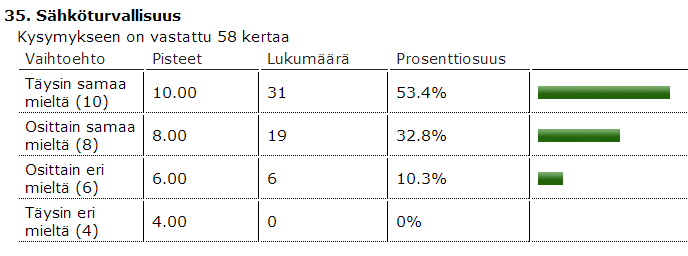 35. Sähköturvallisuus
Kysymykseen on vastattu 58 kertaa
Vaihtoehto Pisteet Lukumäärä Prosenttiosuus
Täysin samaa
mieltä (10) 10.00 31 53.4%
Osittain samaa
mieltä (8) 8.00 19 32.8%
Osittain eri
mieltä (6) 6.00 6 10.3%
Täysin eri
mieltä (4) 4.00 0 0%